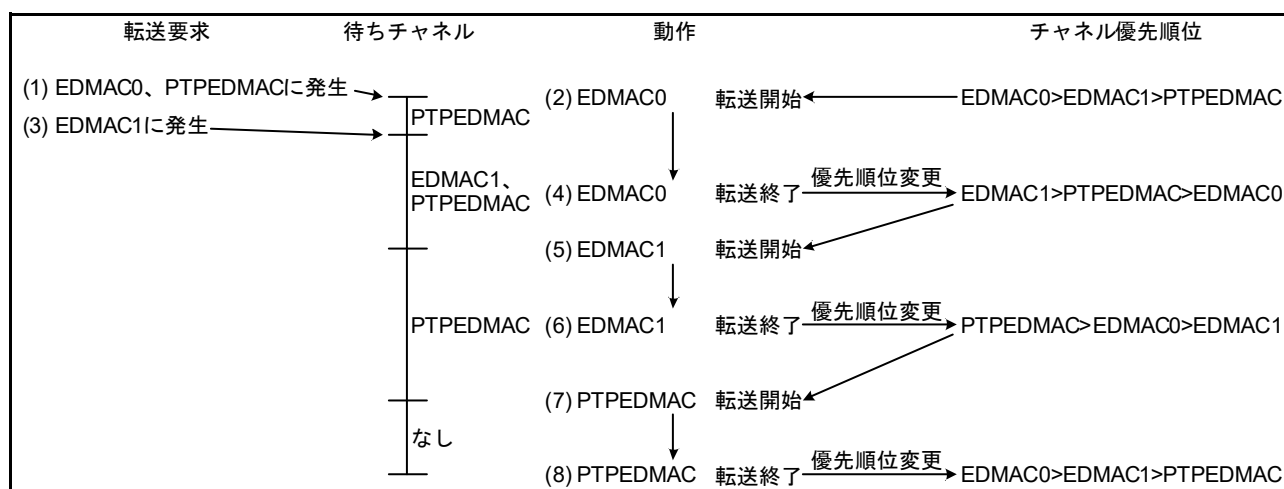 転送要求 待ちチャネル 動作 チャネル優先順位
(1) EDMAC0、PTPEDMACに発生
PTPEDMAC
(2) EDMAC0 転送開始 EDMAC0>EDMAC1>PTPEDMAC
(3) EDMAC1に発生
EDMAC1、
PTPEDMAC
(4) EDMAC0 転送終了 優先順位変更 EDMAC1>PTPEDMAC>EDMAC0
(5) EDMAC1 転送開始
PTPEDMAC
(6) EDMAC1 転送終了 優先順位変更 PTPEDMAC>EDMAC0>EDMAC1
(7) PTPEDMAC 転送開始
なし
(8) PTPEDMAC 転送終了 優先順位変更 EDMAC0>EDMAC1>PTPEDMAC